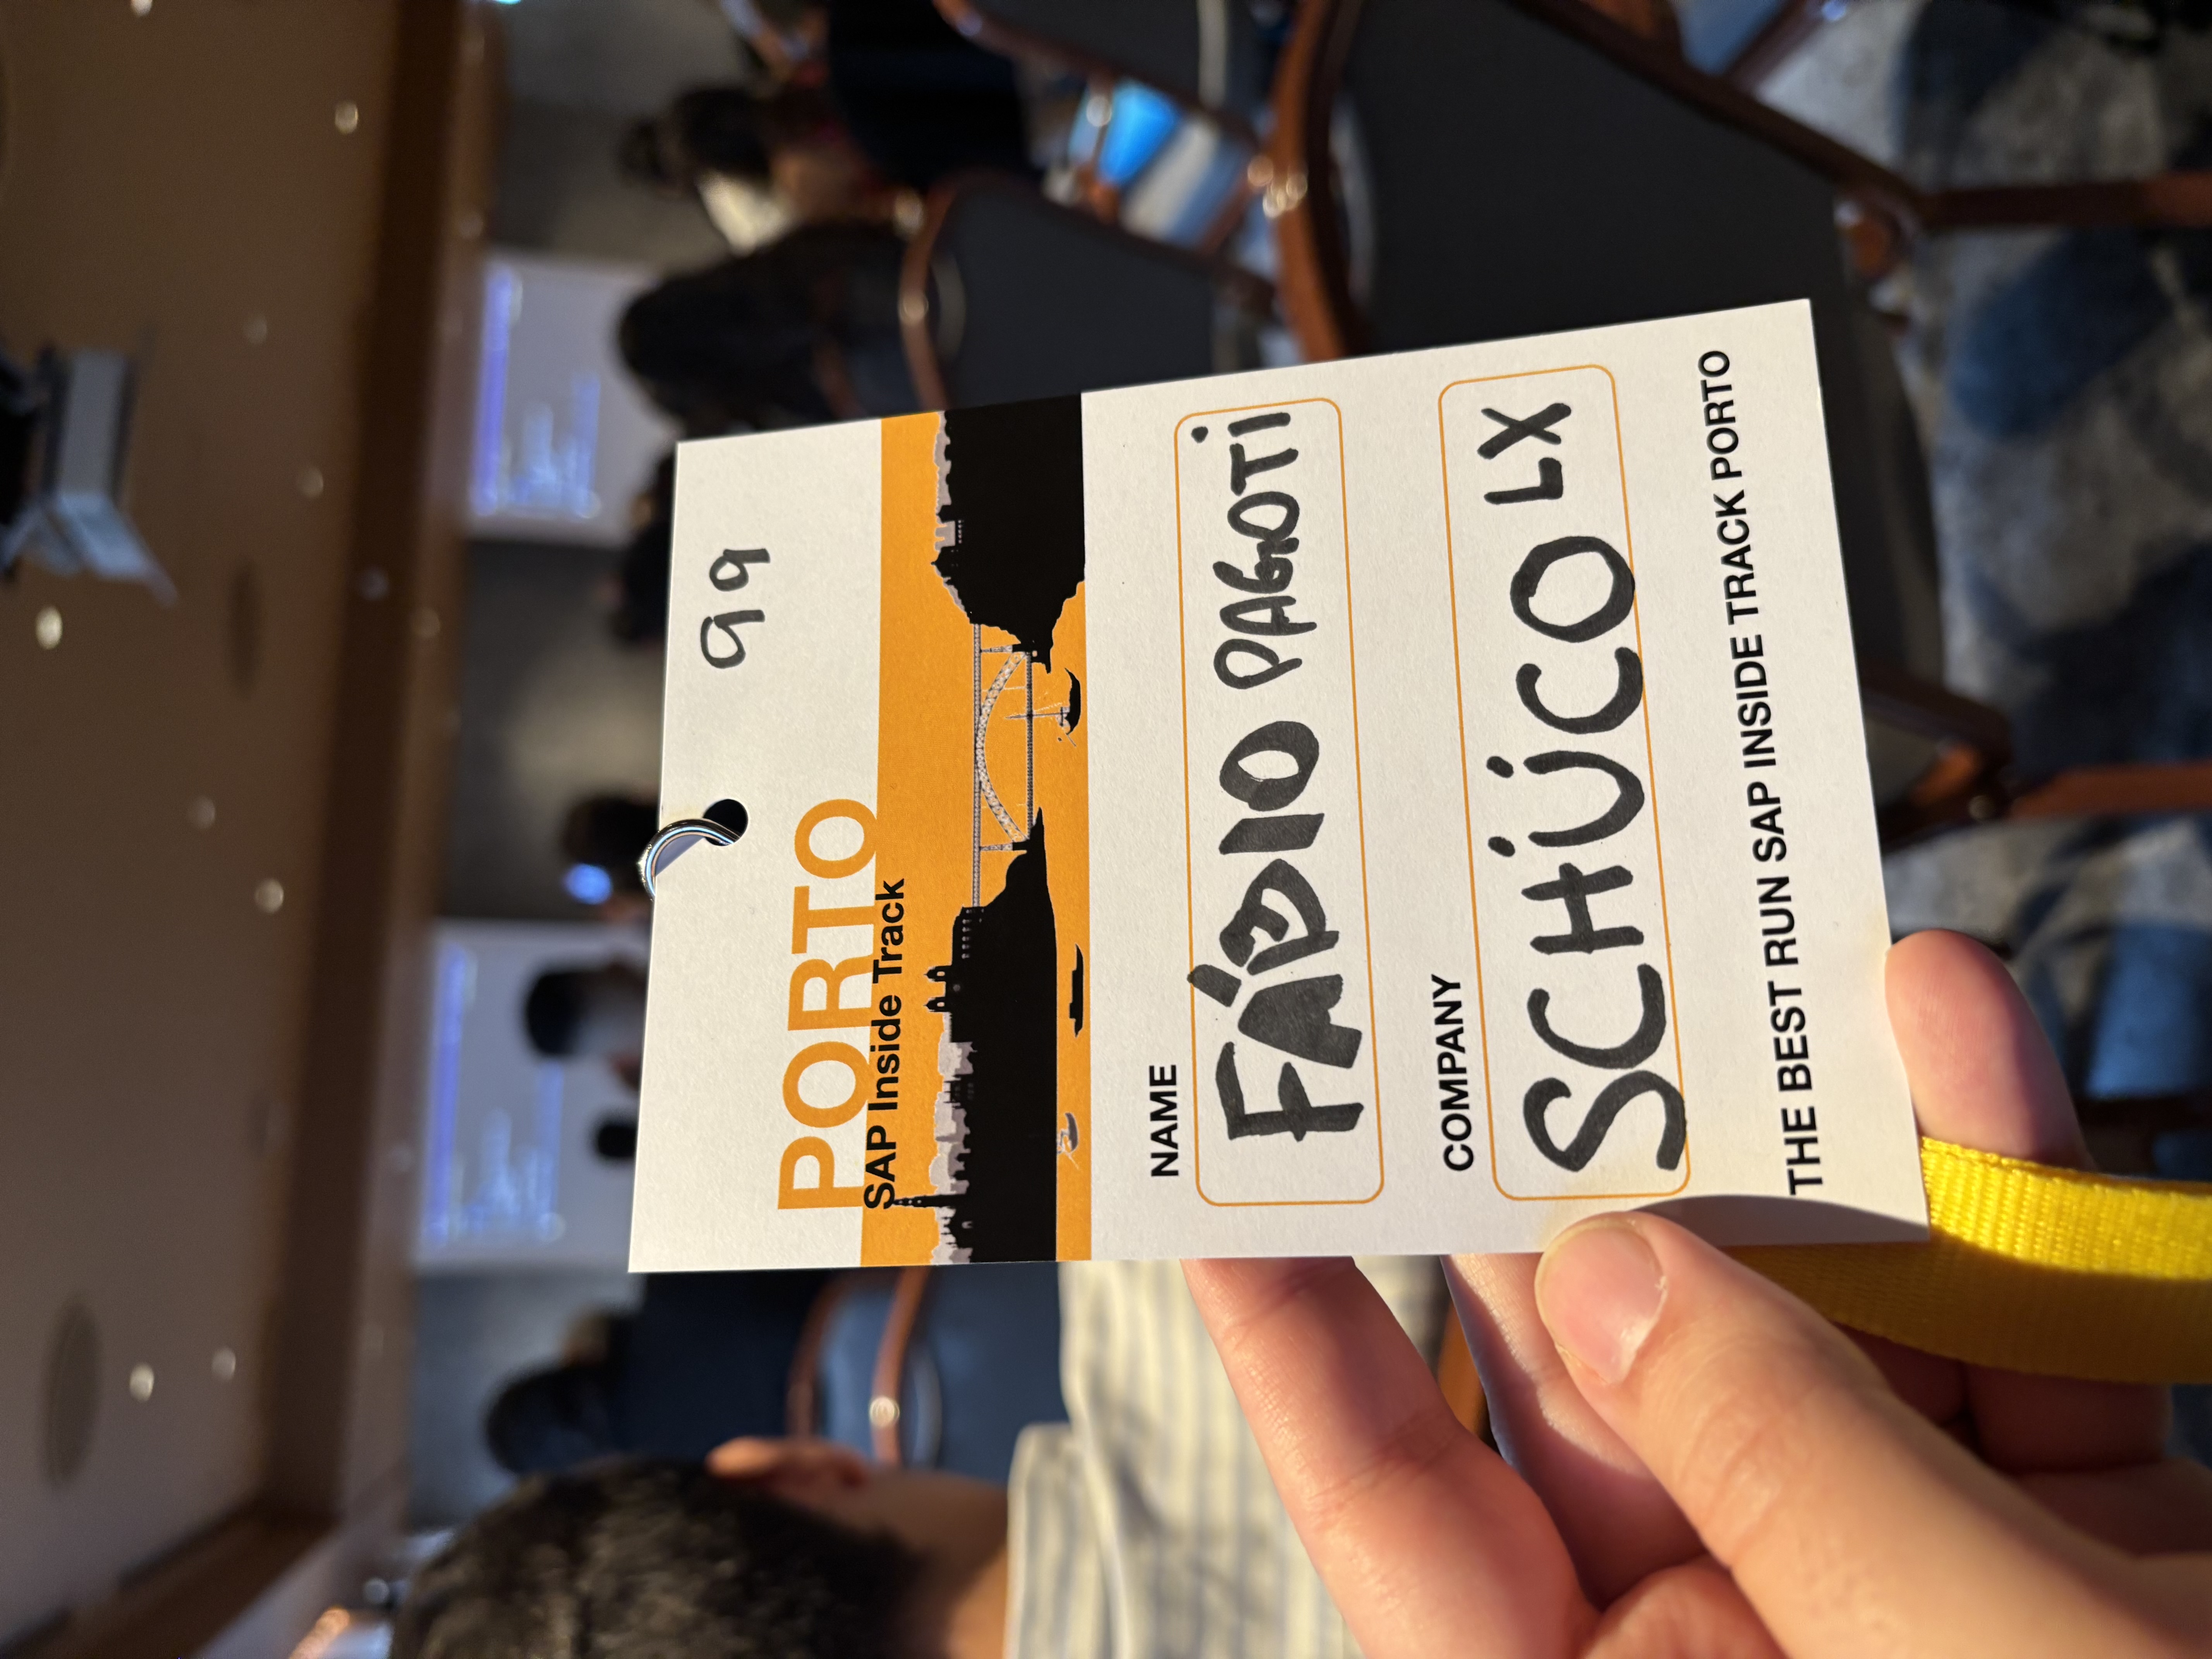 99
PORTO
SAP Inside Track
NAME
FÁBIO PAGOTI
COMPANY
SCHÜCO LX
THE BEST RUN SAP INSIDE TRACK PORTO